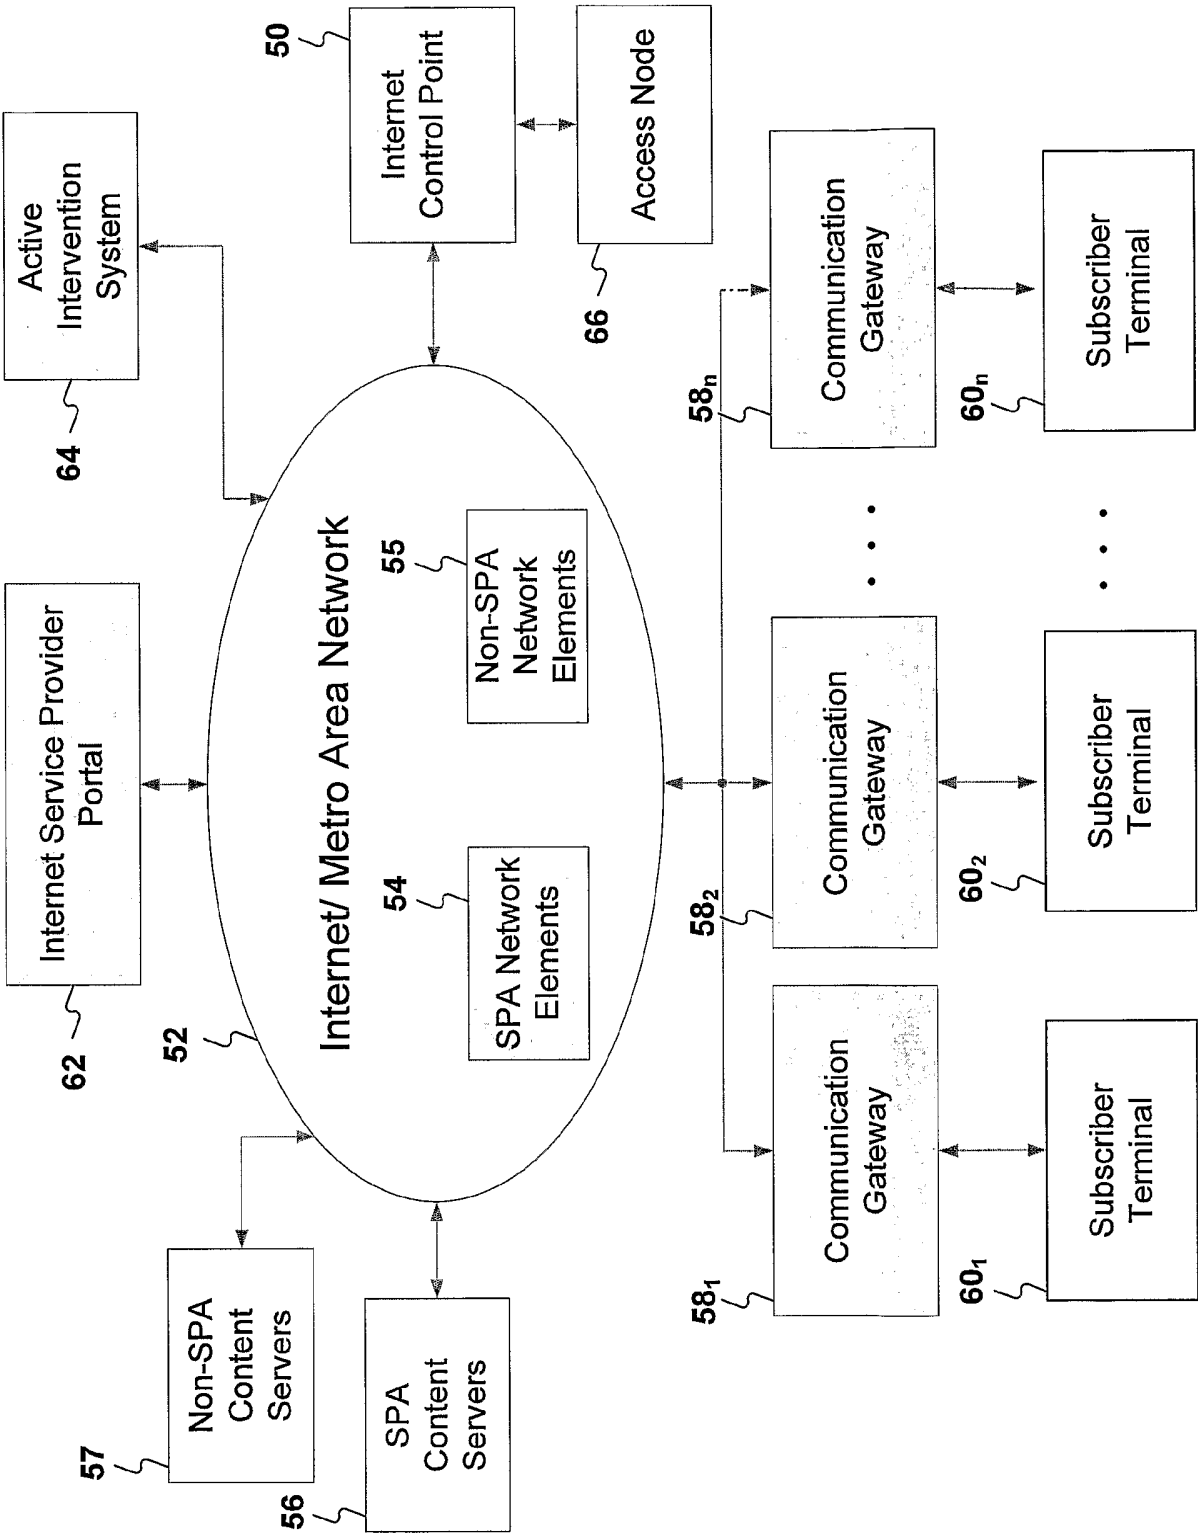 62
Internet Service Provider
Portal
64
Active
Intervention
System
57
Non-SPA
Content
Servers
52
Internet/ Metro Area Network
50
Internet
Control Point
56
SPA
Content
Servers
54
SPA Network
Elements
55
Non-SPA
Network
Elements
66
Access Node
58₁
Communication
Gateway
58₂
Communication
Gateway
58ₙ
Communication
Gateway
60₁
Subscriber
Terminal
60₂
Subscriber
Terminal
60ₙ
Subscriber
Terminal